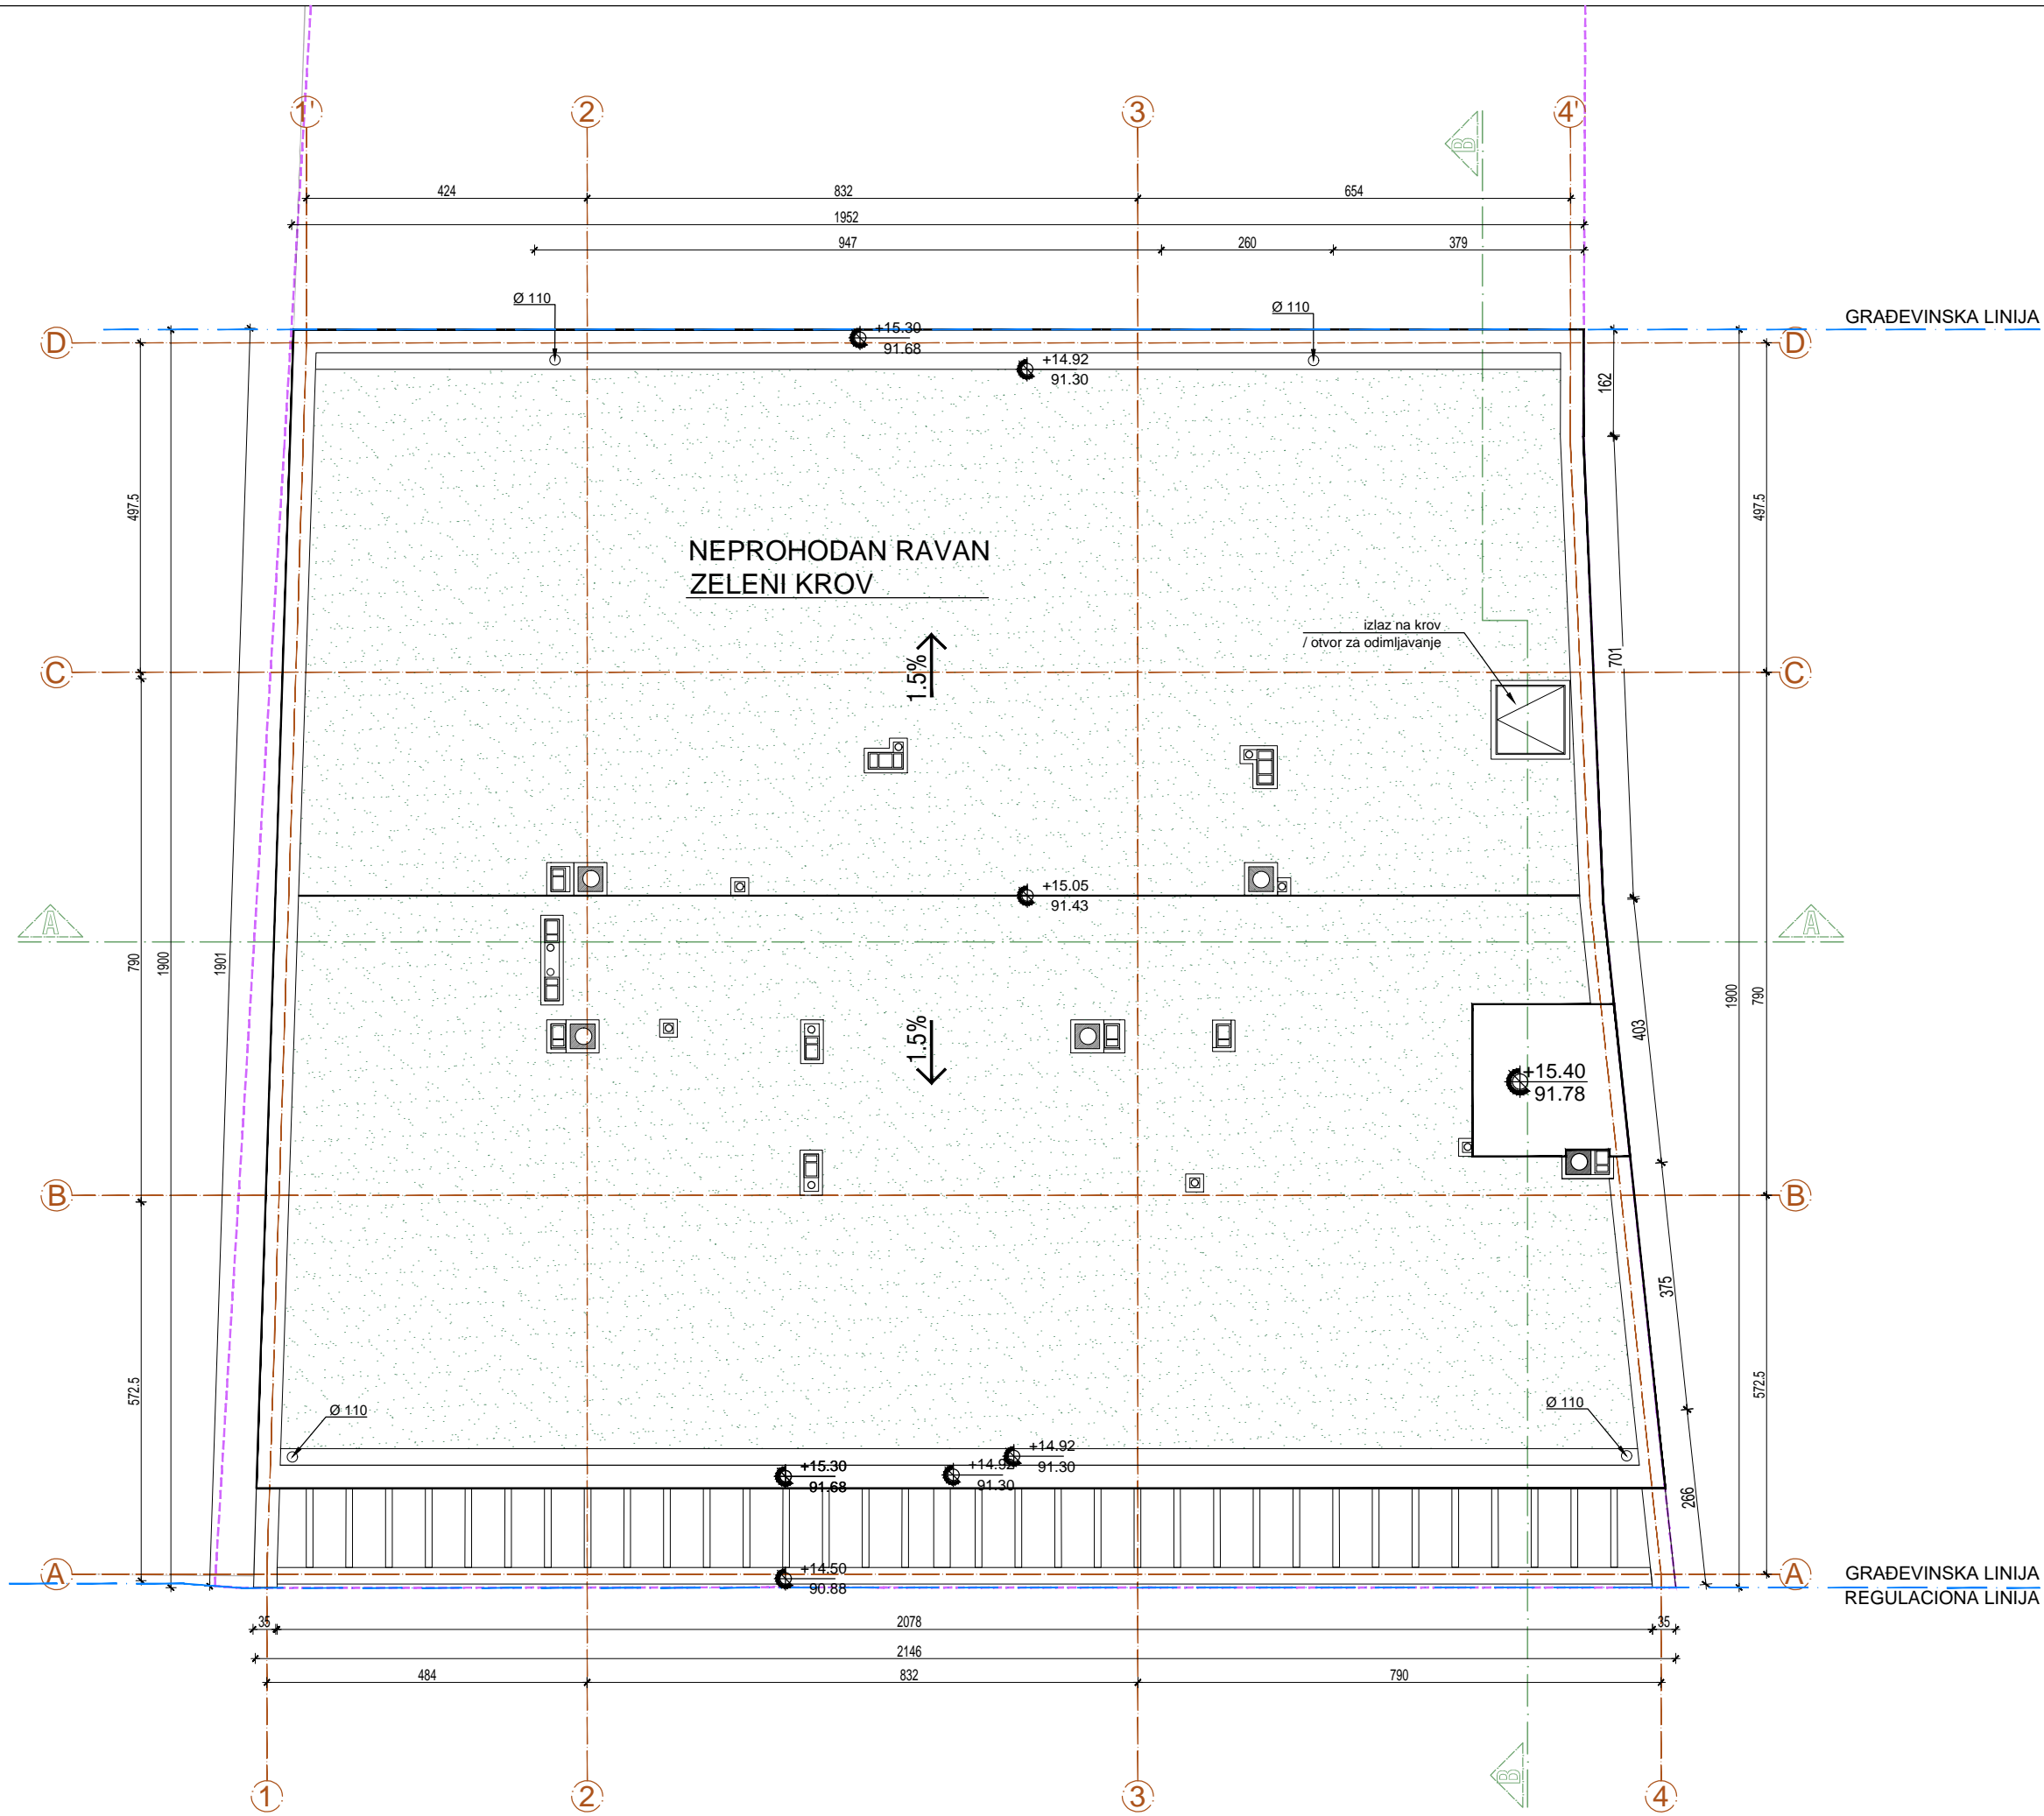 1'
2
3
4'
B
424
832
654
1952
947
260
379
Ø 110
Ø 110
+15.30
91.68
GRAĐEVINSKA LINIJA
D
D
+14.92
91.30
162
497.5
497.5
NEPROHODAN RAVAN
ZELENI KROV
izlaz na krov
/ otvor za odimljavanje
701
1.5%
C
C
+15.05
91.43
A
A
790
1900
1901
1900
790
403
1.5%
+15.40
91.78
B
B
375
572.5
572.5
Ø 110
Ø 110
+14.92
91.30
+15.30
91.68
+14.92
91.30
266
A
A
+14.50
90.88
GRAĐEVINSKA LINIJA
REGULACIONA LINIJA
35
2078
35
2146
484
832
790
B
1
2
3
4